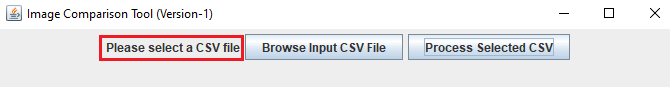 Image Comparison Tool (Version-1)
Please select a CSV file Browse Input CSV File Process Selected CSV